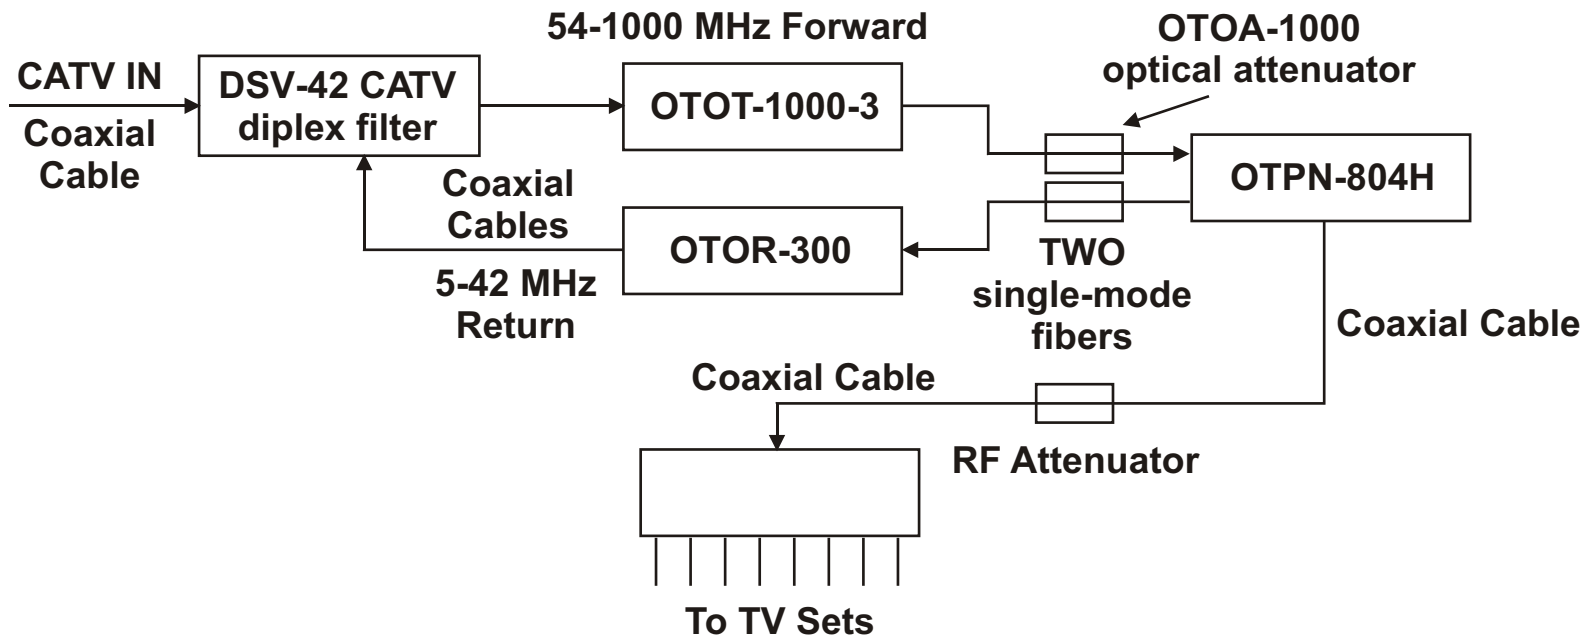 54-1000 MHz Forward
OTOA-1000
optical attenuator
CATV IN
Coaxial
Cable
DSV-42 CATV
diplex filter
OTOT-1000-3
OTPN-804H
Coaxial
Cables
OTOR-300
5-42 MHz
Return
TWO
single-mode
fibers
Coaxial Cable
Coaxial Cable
RF Attenuator
To TV Sets